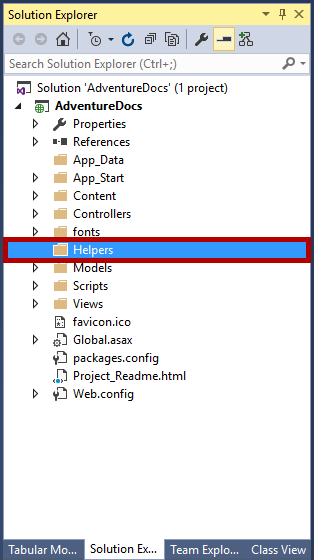 Solution Explorer
Search Solution Explorer (Ctrl+;)
Solution 'AdventureDocs' (1 project)
AdventureDocs
Properties
References
App_Data
App_Start
Content
Controllers
fonts
Helpers
Models
Scripts
Views
favicon.ico
Global.asax
packages.config
Project_Readme.html
Web.config
Tabular Mo... Solution Ex... Team Explo... Class View